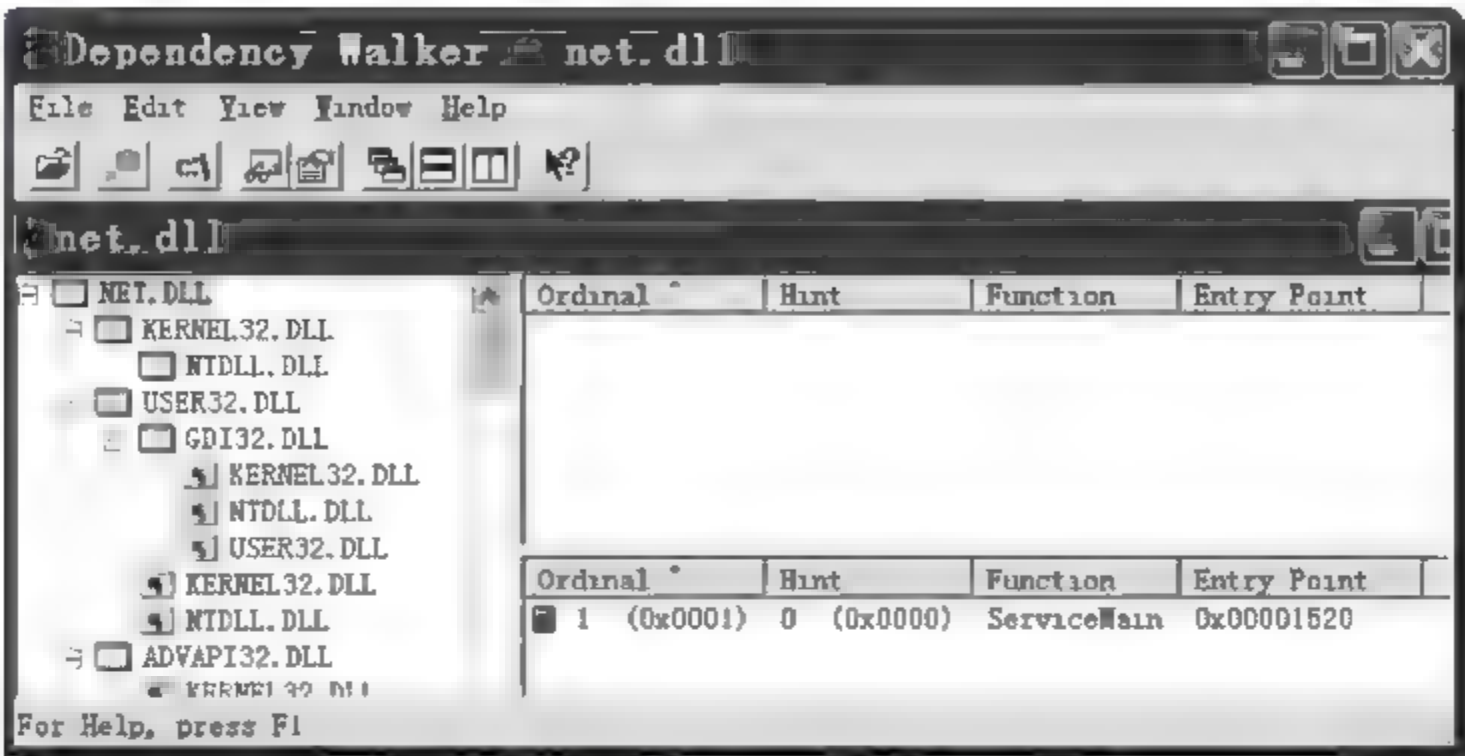 Dependency Walker - net.dll
File Edit View Window Help
net.dll
NET.DLL
KERNEL32.DLL
NTDLL.DLL
USER32.DLL
GDI32.DLL
KERNEL32.DLL
NTDLL.DLL
USER32.DLL
KERNEL32.DLL
NTDLL.DLL
ADVAPI32.DLL
KERNEL32.DLL
Ordinal Hint Function Entry Point
Ordinal Hint Function Entry Point
1 (0x0001) 0 (0x0000) ServiceMain 0x00001520
For Help, press F1